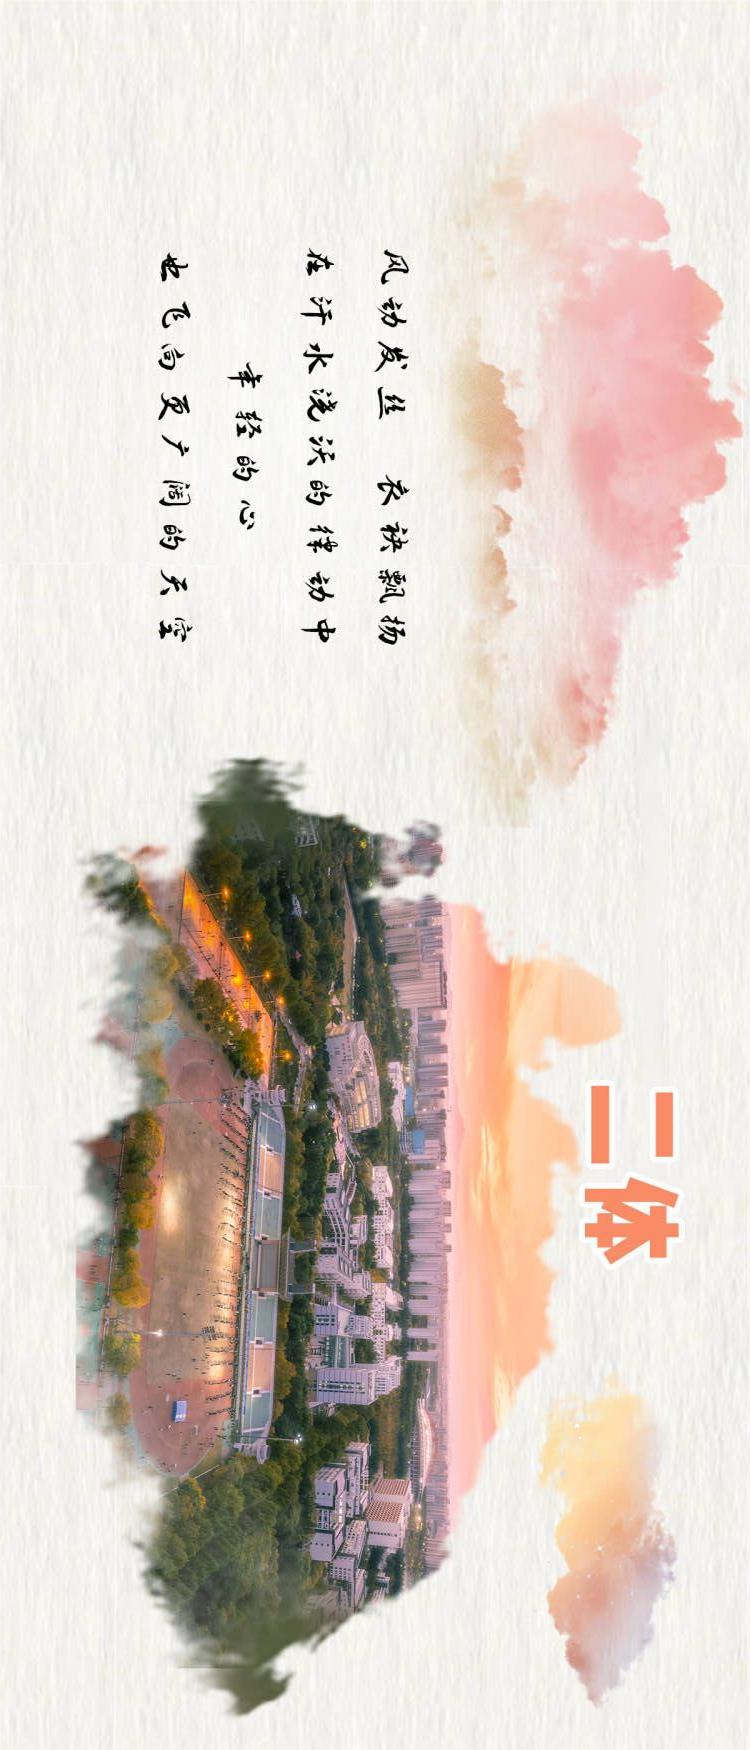 风动发丝 衣袂飘扬
在汗水浇沃的律动中
年轻的心
也飞向更广阔的天空
二体